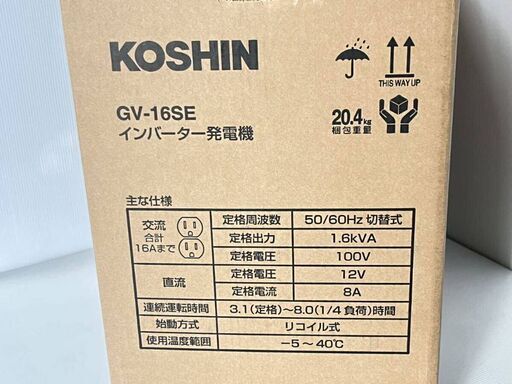 KOSHIN
GV-16SE
インバーター発電機
THIS WAY UP
20.4kg
梱包重量
主な仕様
交流 合計 16Aまで 定格周波数 50/60Hz 切替式
定格出力 1.6kVA
定格電圧 100V
直流 定格電圧 12V
定格電流 8A
連続運転時間 3.1(定格)～8.0(1/4負荷)時間
始動方式 リコイル式
使用温度範囲 －5～40℃